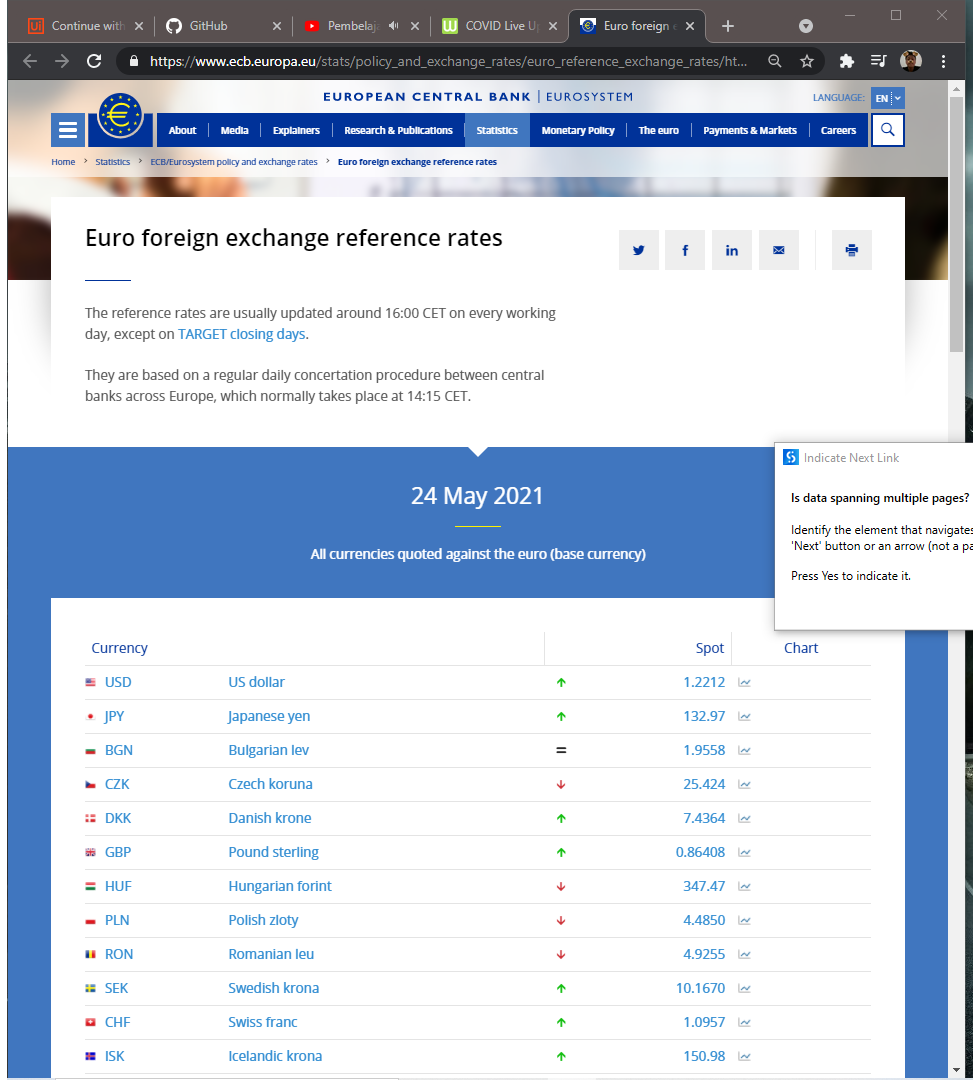 Continue with
GitHub
Pembelaja
COVID Live Up
Euro foreign e
https://www.ecb.europa.eu/stats/policy_and_exchange_rates/euro_reference_exchange_rates/ht...
EUROPEAN CENTRAL BANK | EUROSYSTEM
LANGUAGE: EN
About
Media
Explainers
Research & Publications
Statistics
Monetary Policy
The euro
Payments & Markets
Careers
Home > Statistics > ECB/Eurosystem policy and exchange rates > Euro foreign exchange reference rates
Euro foreign exchange reference rates
The reference rates are usually updated around 16:00 CET on every working
day, except on TARGET closing days.
They are based on a regular daily concertation procedure between central
banks across Europe, which normally takes place at 14:15 CET.
Indicate Next Link
Is data spanning multiple pages?
Identify the element that navigates
'Next' button or an arrow (not a pa
Press Yes to indicate it.
24 May 2021
All currencies quoted against the euro (base currency)
Currency Spot Chart
USD US dollar 1.2212
JPY Japanese yen 132.97
BGN Bulgarian lev = 1.9558
CZK Czech koruna 25.424
DKK Danish krone 7.4364
GBP Pound sterling 0.86408
HUF Hungarian forint 347.47
PLN Polish zloty 4.4850
RON Romanian leu 4.9255
SEK Swedish krona 10.1670
CHF Swiss franc 1.0957
ISK Icelandic krona 150.98